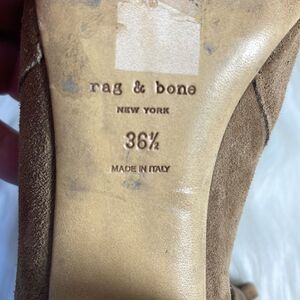 rag & bone
NEW YORK
36½
MADE IN ITALY